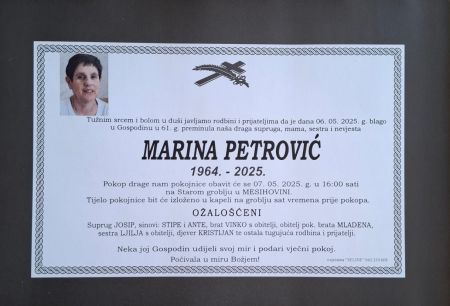 Tužnim srcem i bolom u duši javljamo rodbini i prijateljima da je dana 06. 05. 2025. g. blago
u Gospodinu u 61. g. preminula naša draga supruga, mama, sestra i nevjesta
MARINA PETROVIĆ
1964. - 2025.
Pokop drage nam pokojnice obavit će se 07. 05. 2025. g. u 16:00 sati
na Starom groblju u MESIHOVINI.
Tijelo pokojnice bit će izloženo u kapeli na groblju sat vremena prije pokopa.
OŽALOŠĆENI
Suprug JOSIP, sinovi: STIPE i ANTE, brat VINKO s obitelji, obitelj pok. brata MLADENA,
sestra LJILJA s obitelji, djever KRISTIJAN te ostala tugujuća rodbina i prijatelji.
Neka joj Gospodin udijeli svoj mir i podari vječni pokoj.
Počivala u miru Božjem!